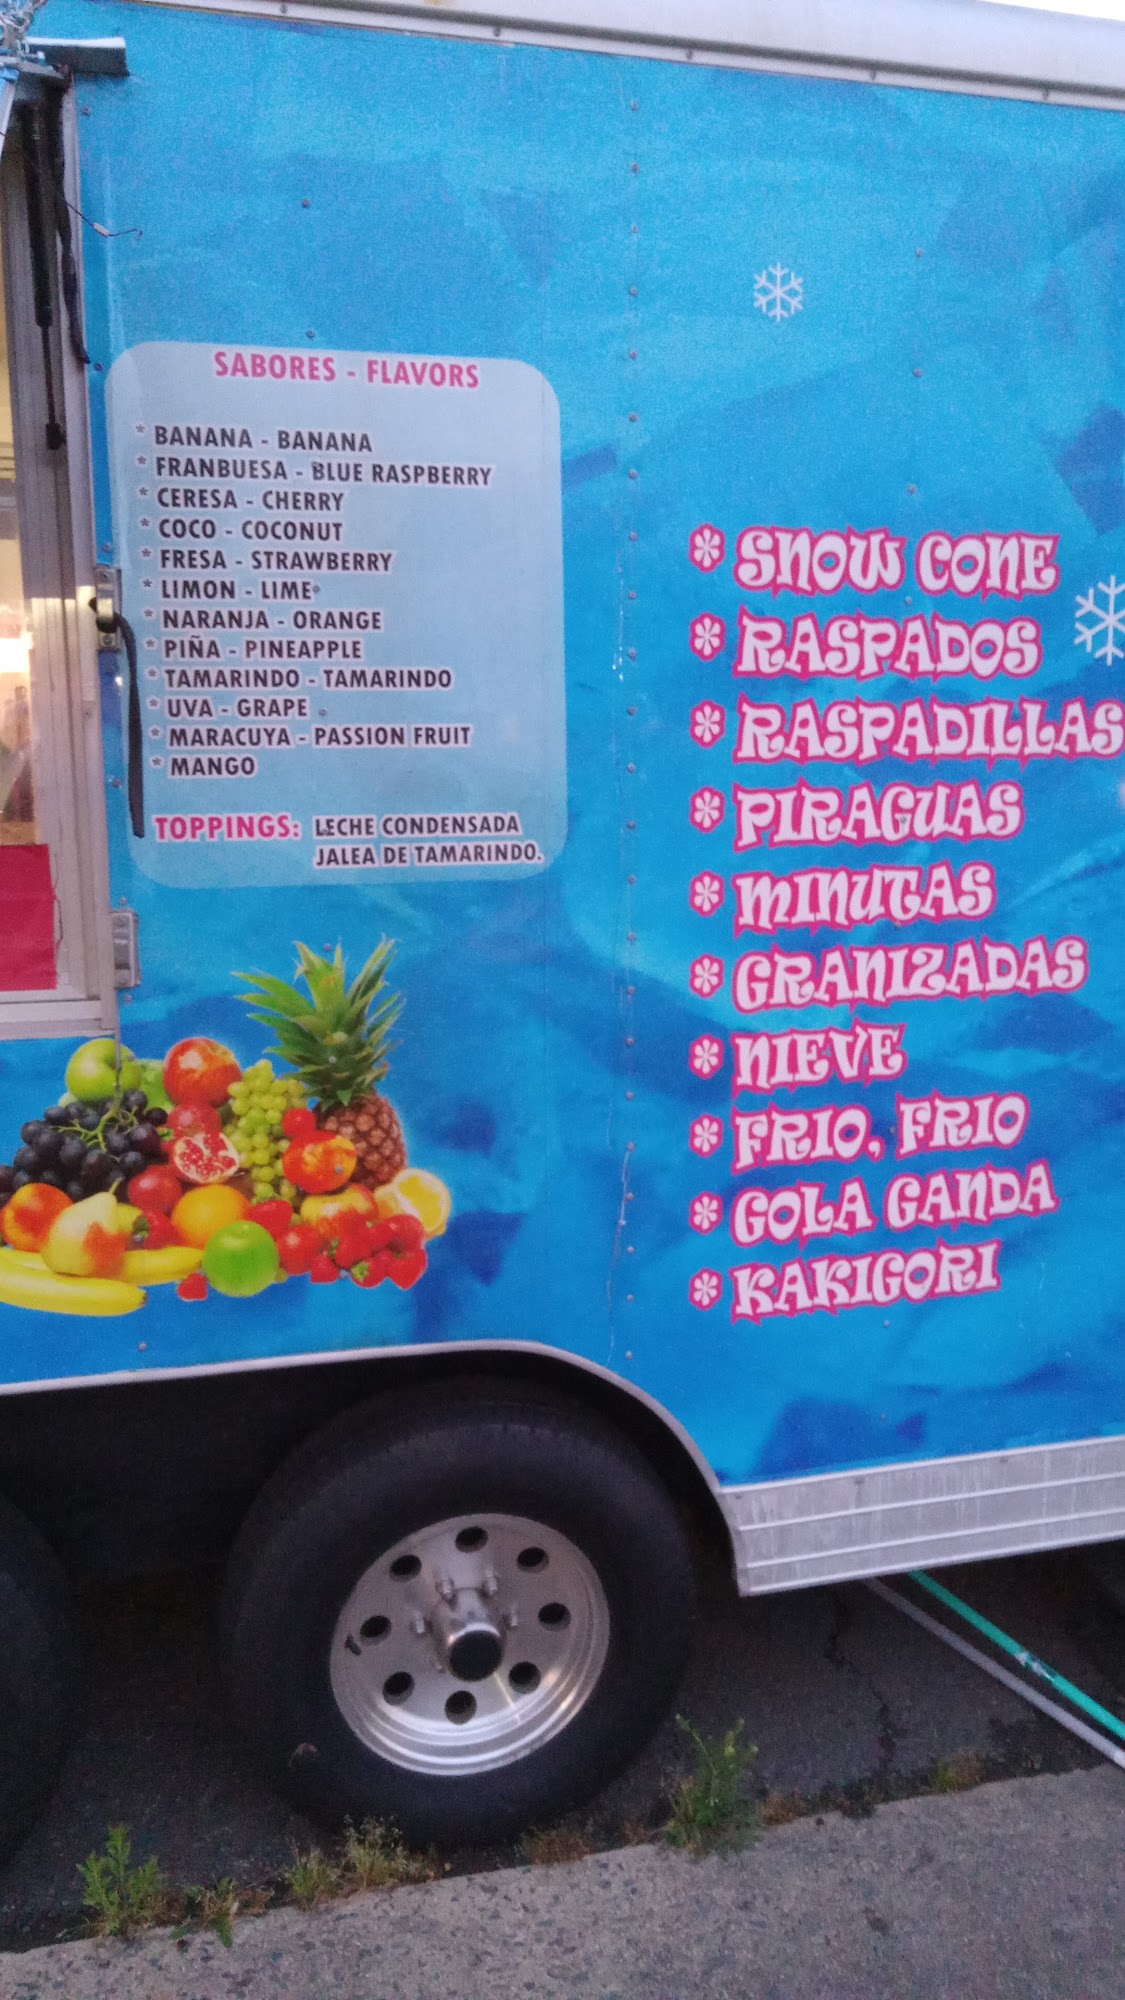 SABORES - FLAVORS
* BANANA - BANANA
* FRANBUESA - BLUE RASPBERRY
* CERESA - CHERRY
* COCO - COCONUT
* FRESA - STRAWBERRY
* LIMON - LIME
* NARANJA - ORANGE
* PIÑA - PINEAPPLE
* TAMARINDO - TAMARINDO
* UVA - GRAPE
* MARACUYA - PASSION FRUIT
* MANGO
TOPPINGS: LECHE CONDENSADA
JALEA DE TAMARINDO.
* SNOW CONE
* RASPADOS
* RASPADILLAS
* PIRAGUAS
* MINUTAS
* GRANIZADAS
* NIEVE
* FRIO, FRIO
* GOLA GANDA
* KAKIGORI